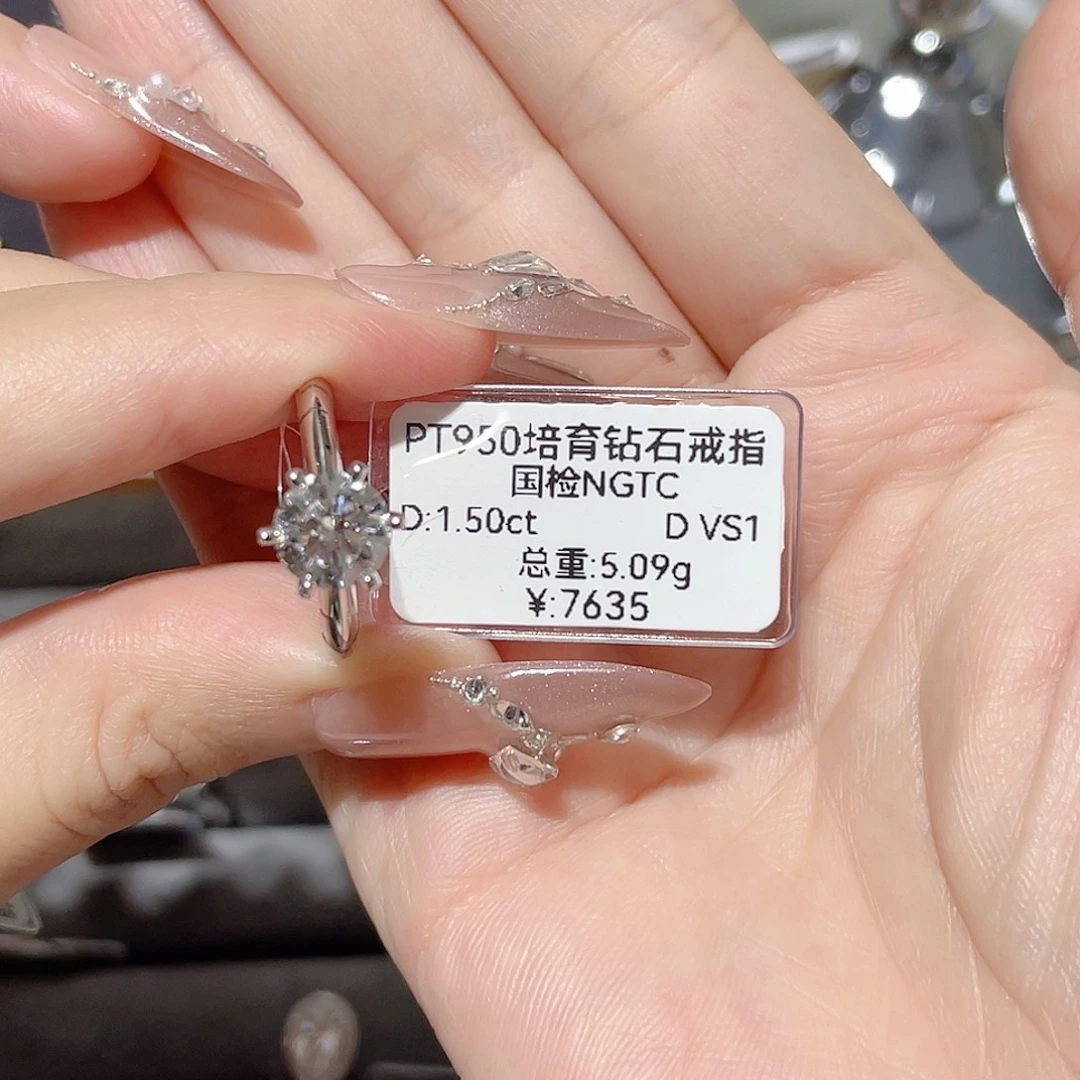 PT950培育钻石戒指
国检NGTC
D:1.50ct D VS1
总重:5.09g
¥:7635